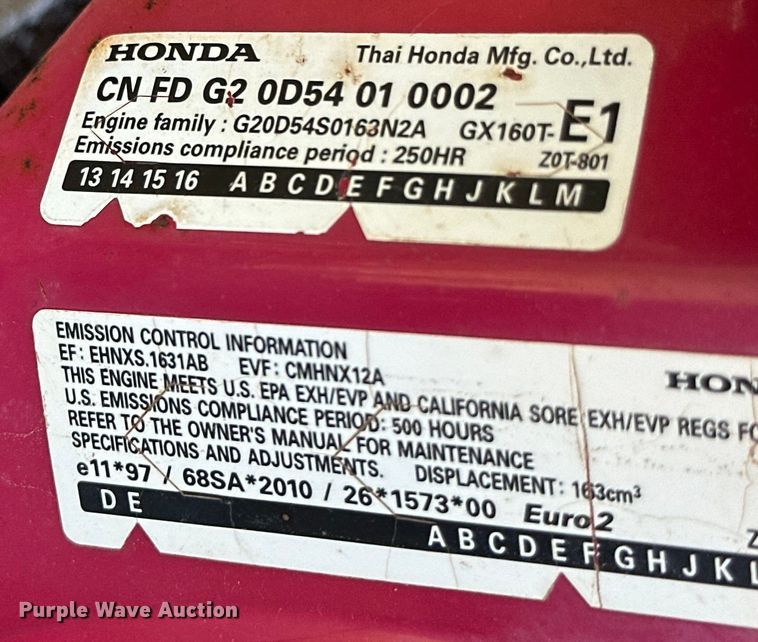 HONDA Thai Honda Mfg. Co.,Ltd.
CN FD G2 0D54 01 0002
Engine family : G20D54S0163N2A GX160T-E1
Emissions compliance period : 250HR Z0T-801
13 14 15 16 A B C D E F G H J K L M
EMISSION CONTROL INFORMATION
EF: EHNXS.1631AB EVF: CMHNX12A HON
THIS ENGINE MEETS U.S. EPA EXH/EVP AND CALIFORNIA SORE EXH/EVP REGS FO
U.S. EMISSIONS COMPLIANCE PERIOD: 500 HOURS
REFER TO THE OWNER'S MANUAL FOR MAINTENANCE
SPECIFICATIONS AND ADJUSTMENTS. DISPLACEMENT: 163cm³
e11*97 / 68SA*2010 / 26*1573*00 Euro2 Z
D E A B C D E F G H J K L
Purple Wave Auction